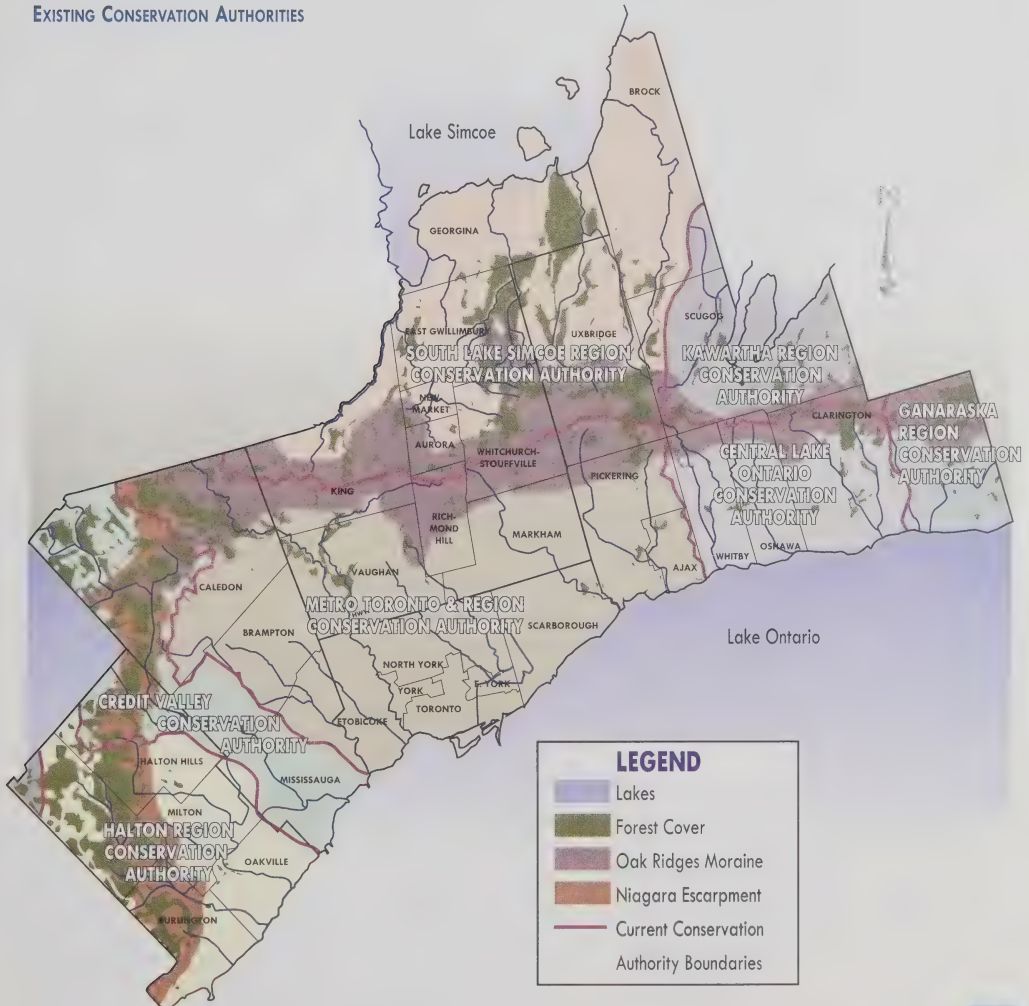 EXISTING CONSERVATION AUTHORITIES
BROCK
Lake Simcoe
GEORGINA
SCUGOG
EAST GWILLIMBURY
UXBRIDGE
SOUTH LAKE SIMCOE REGION
CONSERVATION AUTHORITY
KAWARTHA REGION
CONSERVATION
AUTHORITY
NEW-
MARKET
AURORA
WHITCHURCH-
STOUFFVILLE
CLARINGTON
GANARASKA
REGION
CONSERVATION
AUTHORITY
CENTRAL LAKE
ONTARIO
CONSERVATION
AUTHORITY
PICKERING
KING
RICH-
MOND
HILL
MARKHAM
WHITBY
OSHAWA
AJAX
VAUGHAN
CALEDON
METRO TORONTO & REGION
CONSERVATION AUTHORITY
BRAMPTON
SCARBOROUGH
Lake Ontario
NORTH YORK
YORK
E. YORK
TORONTO
ETOBICOKE
CREDIT VALLEY
CONSERVATION
AUTHORITY
HALTON HILLS
MISSISSAUGA
MILTON
HALTON REGION
CONSERVATION
AUTHORITY
OAKVILLE
BURLINGTON
LEGEND
Lakes
Forest Cover
Oak Ridges Moraine
Niagara Escarpment
Current Conservation
Authority Boundaries